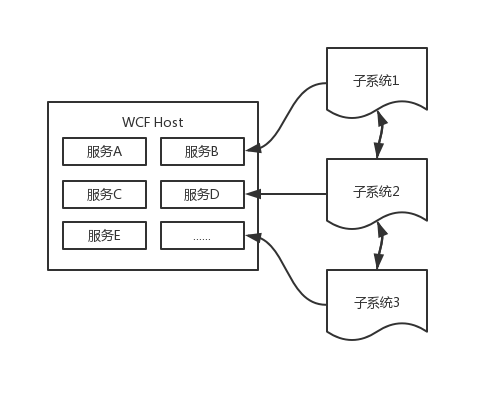 WCF Host
服务A
服务B
服务C
服务D
服务E
......
子系统1
子系统2
子系统3